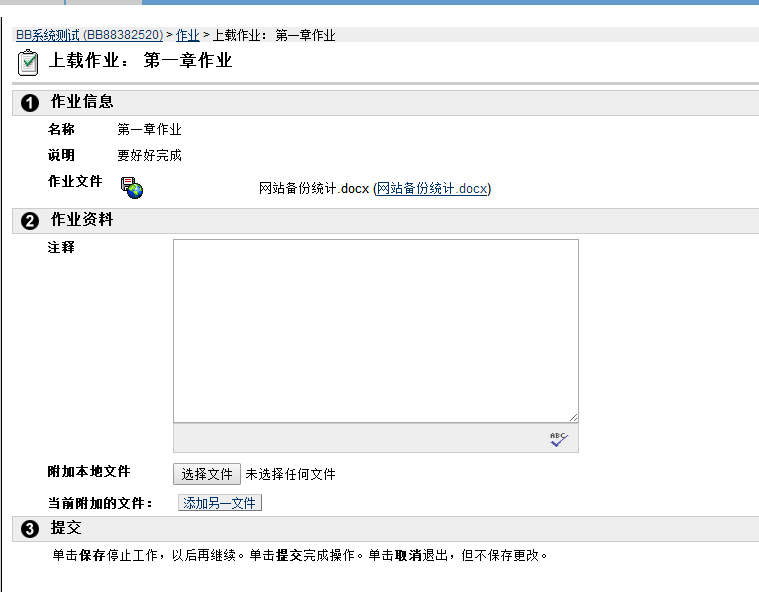 BB系统测试 (BB88382520) > 作业 > 上载作业： 第一章作业
上载作业： 第一章作业
1 作业信息
名称 第一章作业
说明 要好好完成
作业文件 网站备份统计.docx (网站备份统计.docx)
2 作业资料
注释
ABC
附加本地文件 选择文件 未选择任何文件
当前附加的文件： 添加另一文件
3 提交
单击保存停止工作，以后再继续。单击提交完成操作。单击取消退出，但不保存更改。